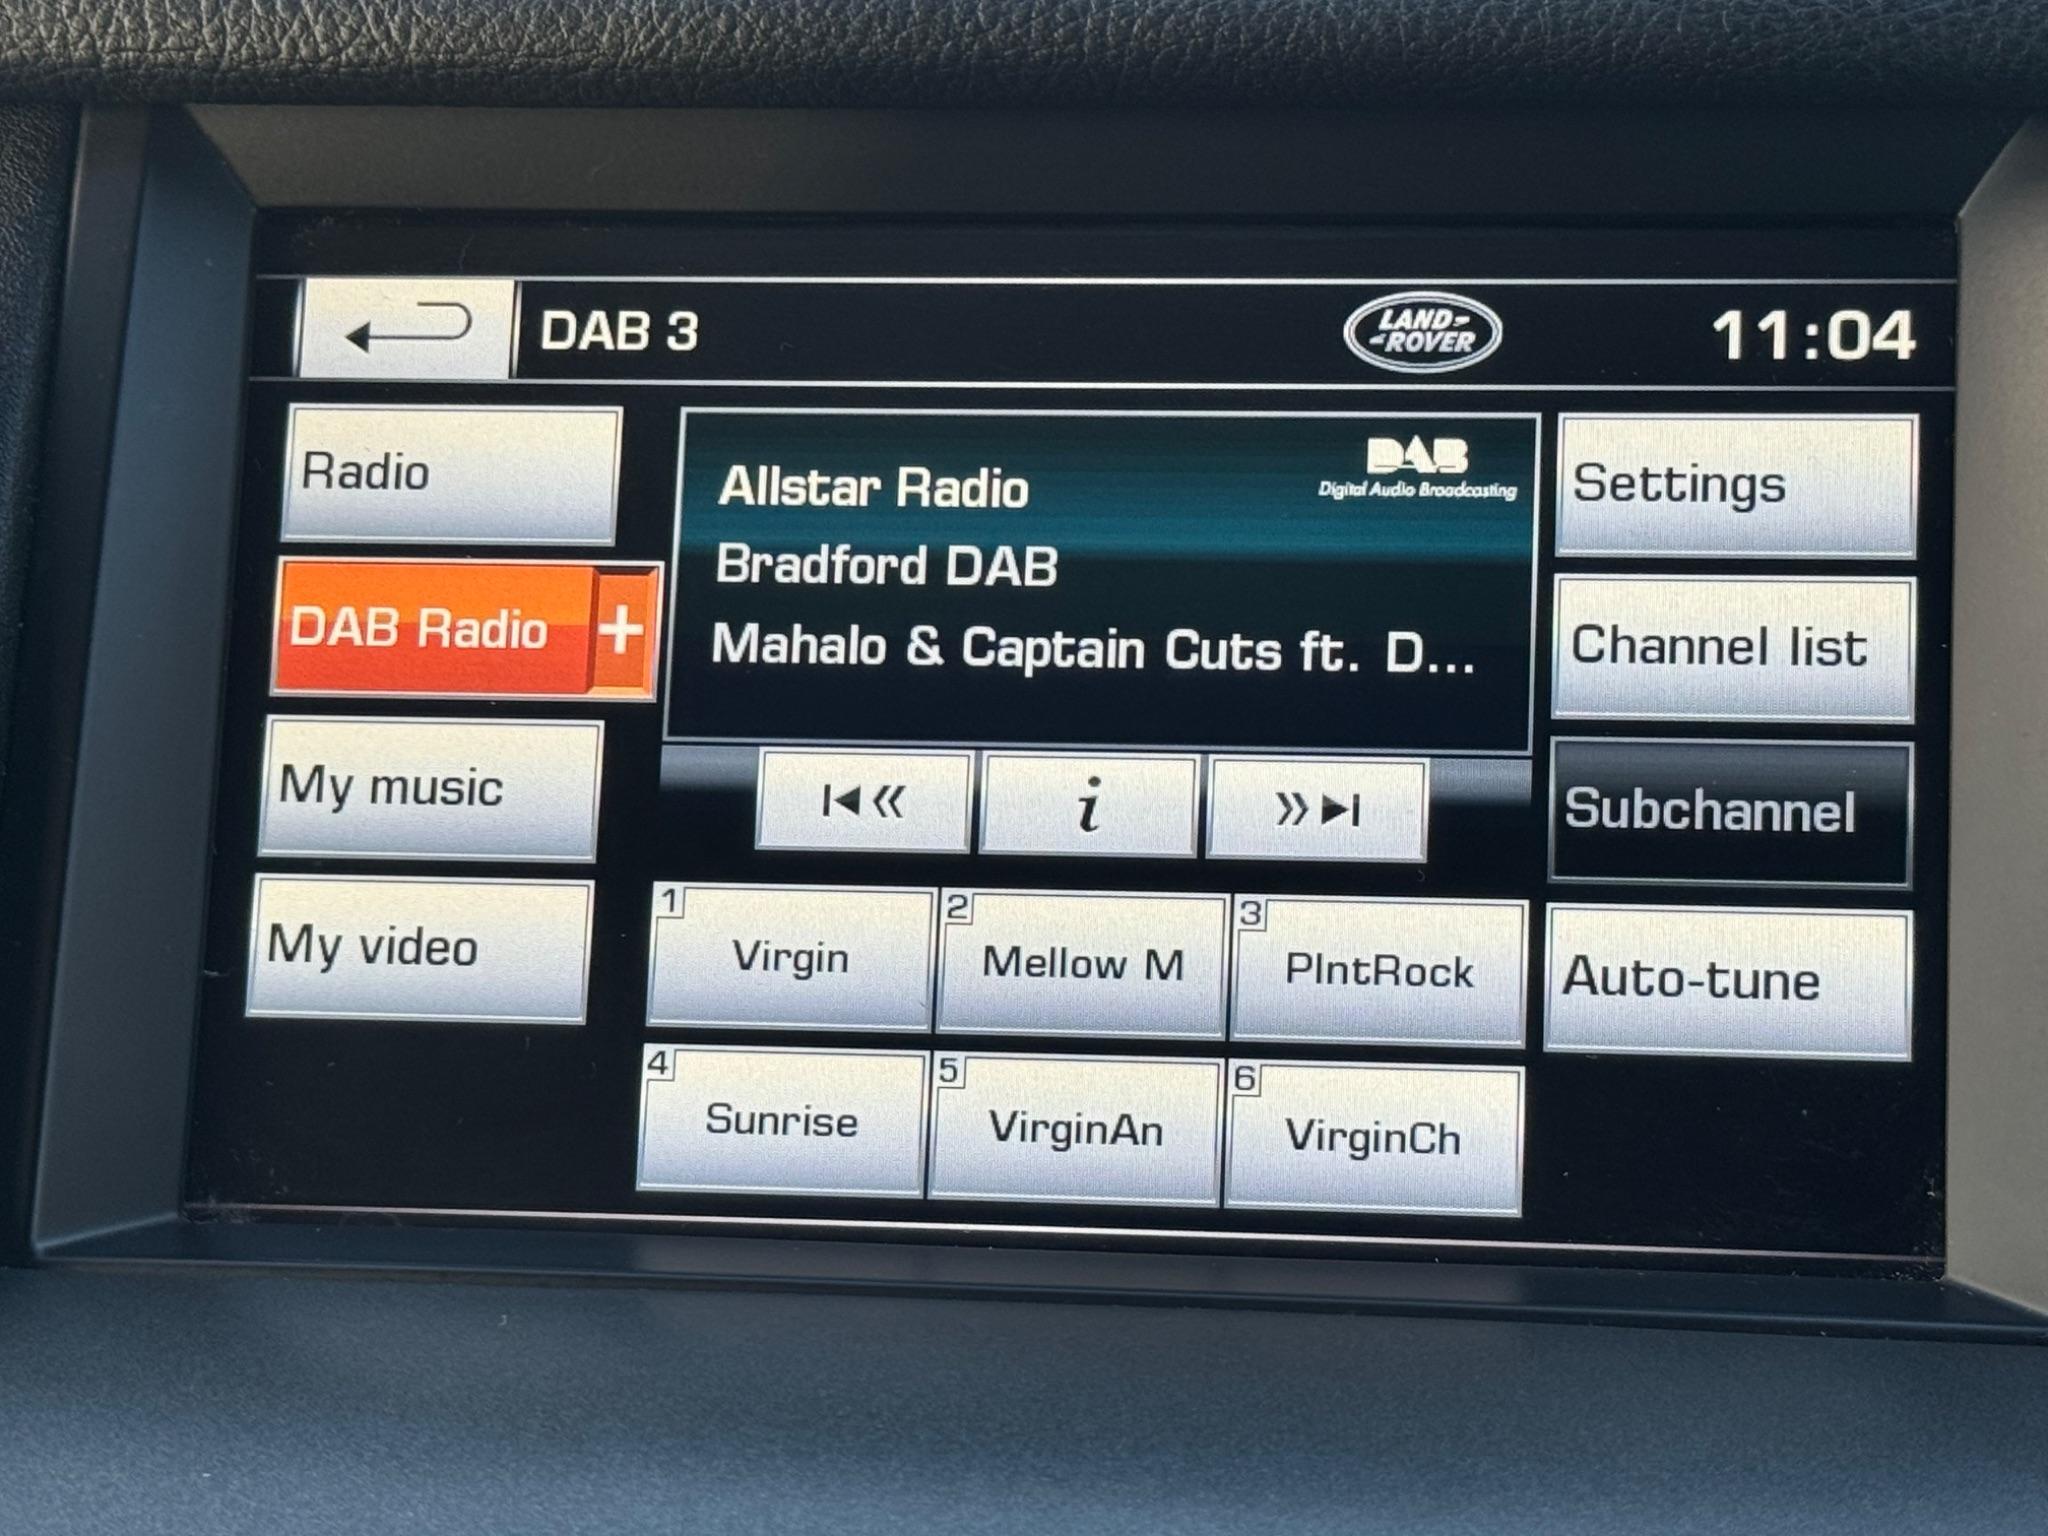 DAB 3
LAND-
-ROVER
11:04
Radio
DAB Radio +
My music
My video
Allstar Radio
DAB
Digital Audio Broadcasting
Bradford DAB
Mahalo & Captain Cuts ft. D...
i
1
Virgin
2
Mellow M
3
PlntRock
4
Sunrise
5
VirginAn
6
VirginCh
Settings
Channel list
Subchannel
Auto-tune